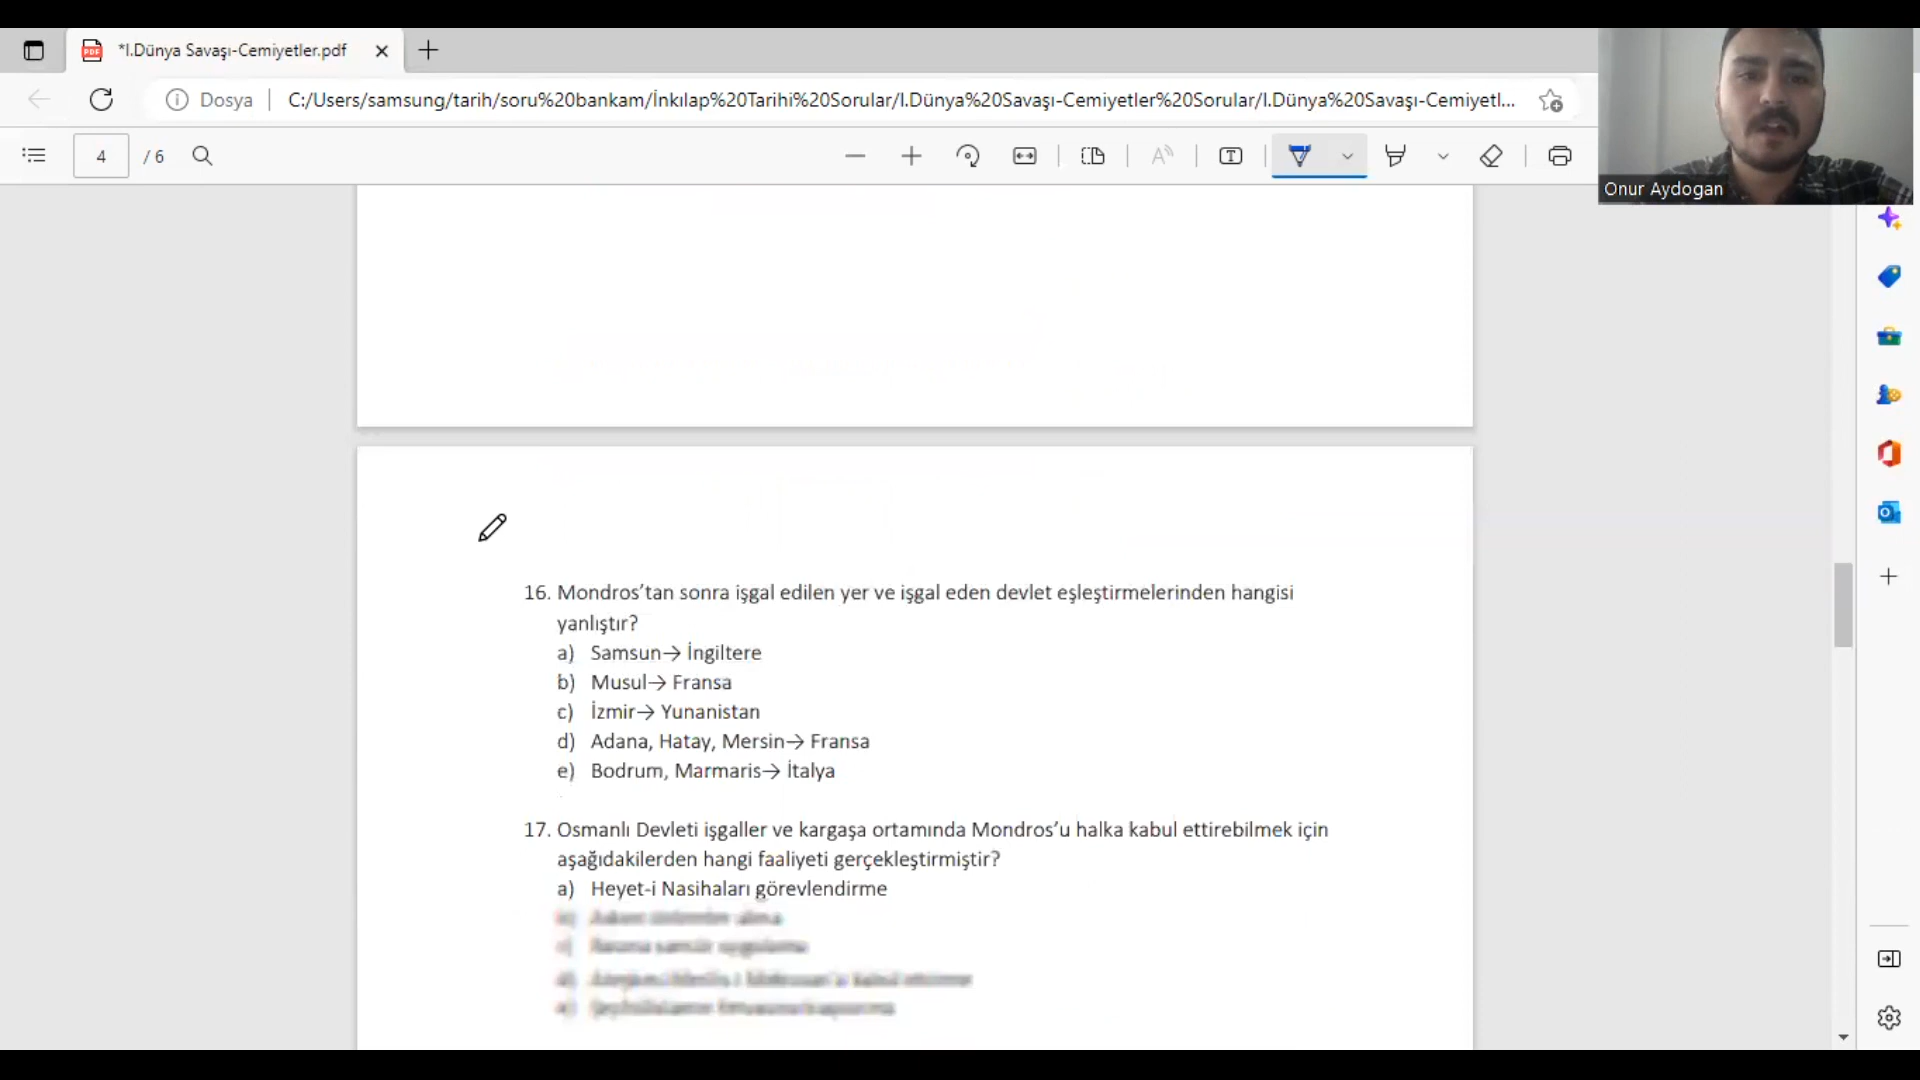 *I.Dünya Savaşı-Cemiyetler.pdf
Dosya
C:/Users/samsung/tarih/soru%20bankam/İnkılap%20Tarihi%20Sorular/I.Dünya%20Savaşı-Cemiyetler%20Sorular/I.Dünya%20Savaşı-Cemiyetl...
4 / 6
Onur Aydogan
16. Mondros’tan sonra işgal edilen yer ve işgal eden devlet eşleştirmelerinden hangisi
yanlıştır?
a) Samsun→ İngiltere
b) Musul→ Fransa
c) İzmir→ Yunanistan
d) Adana, Hatay, Mersin→ Fransa
e) Bodrum, Marmaris→ İtalya
17. Osmanlı Devleti işgaller ve kargaşa ortamında Mondros’u halka kabul ettirebilmek için
aşağıdakilerden hangi faaliyeti gerçekleştirmiştir?
a) Heyet-i Nasihaları görevlendirme